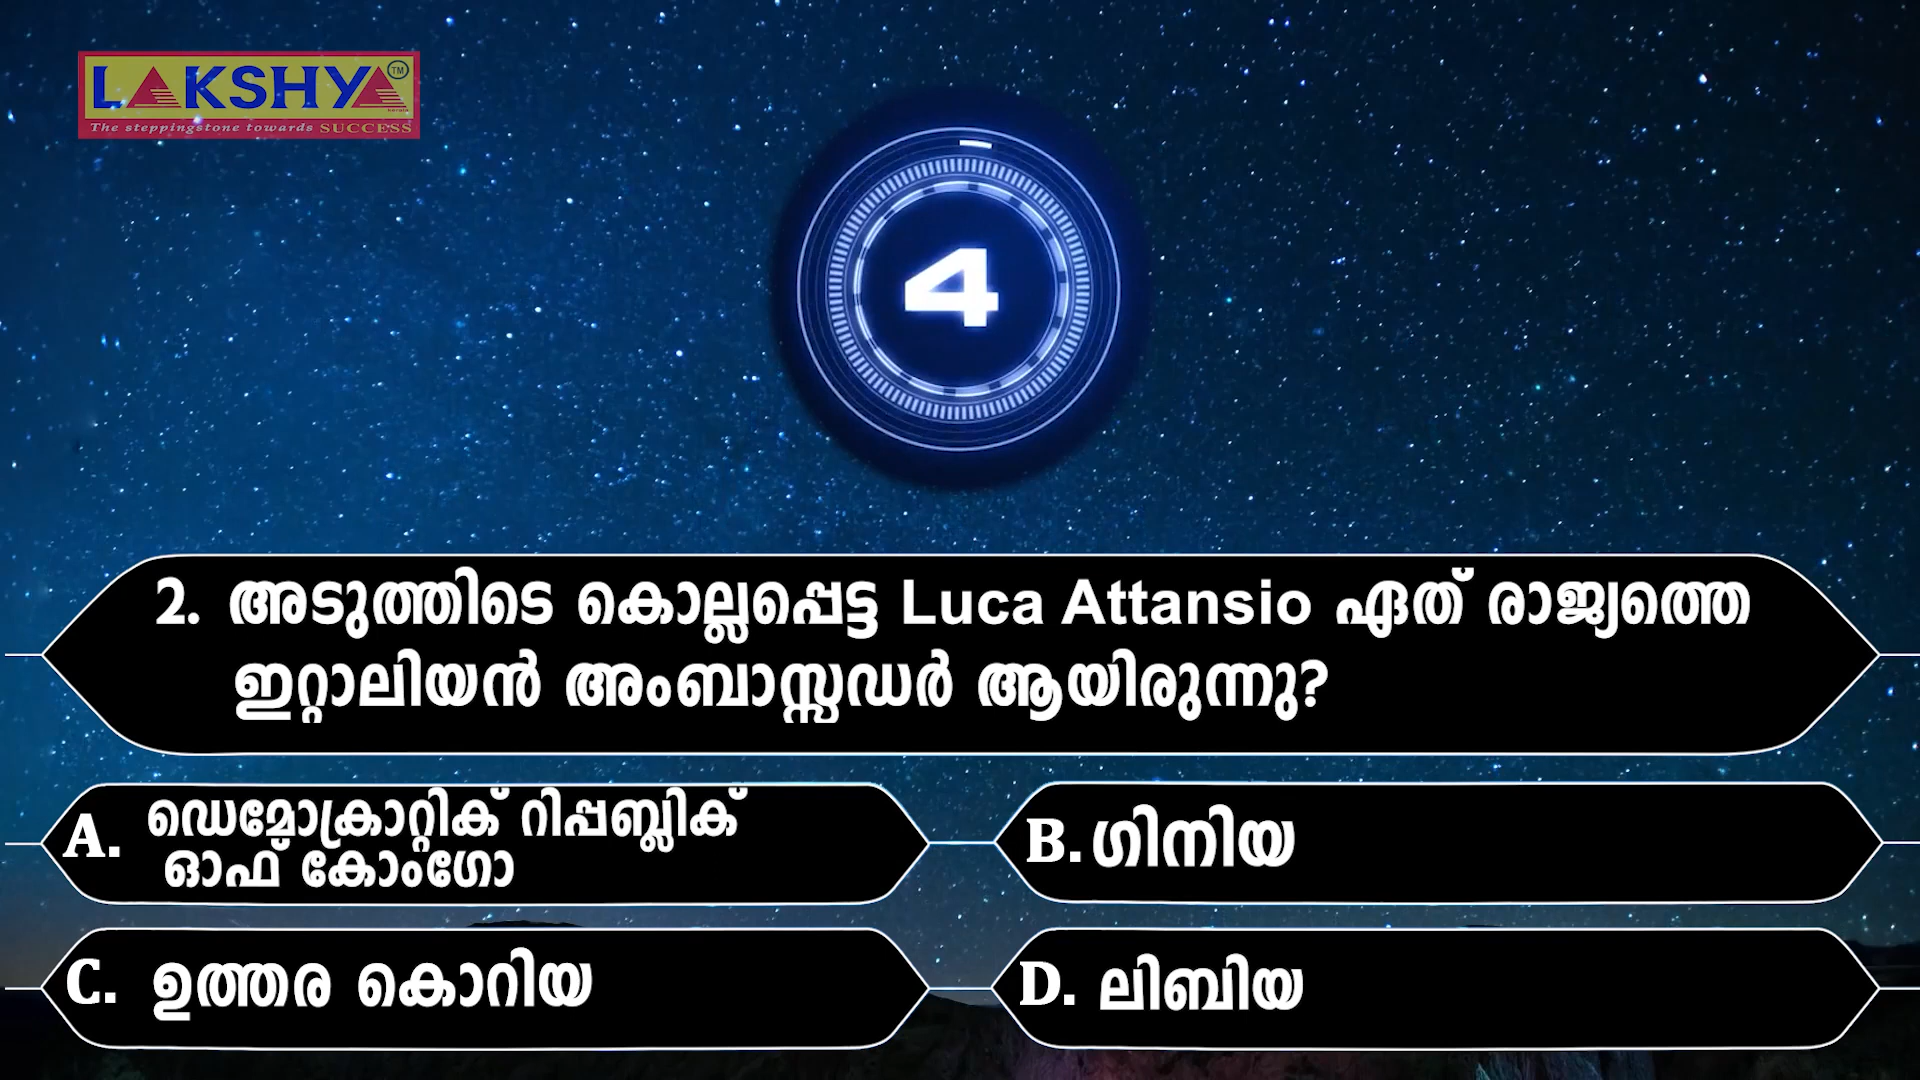 LAKSHYA TM
The steppingstone towards SUCCESS
4
2. അടുത്തിടെ കൊല്ലപ്പെട്ട Luca Attansio ഏത് രാജ്യത്തെ
ഇറ്റാലിയൻ അംബാസ്സഡർ ആയിരുന്നു?
A. ഡെമോക്രാറ്റിക് റിപ്പബ്ലിക്
ഓഫ് കോംഗോ
B. ഗിനിയ
C. ഉത്തര കൊറിയ
D. ലിബിയ